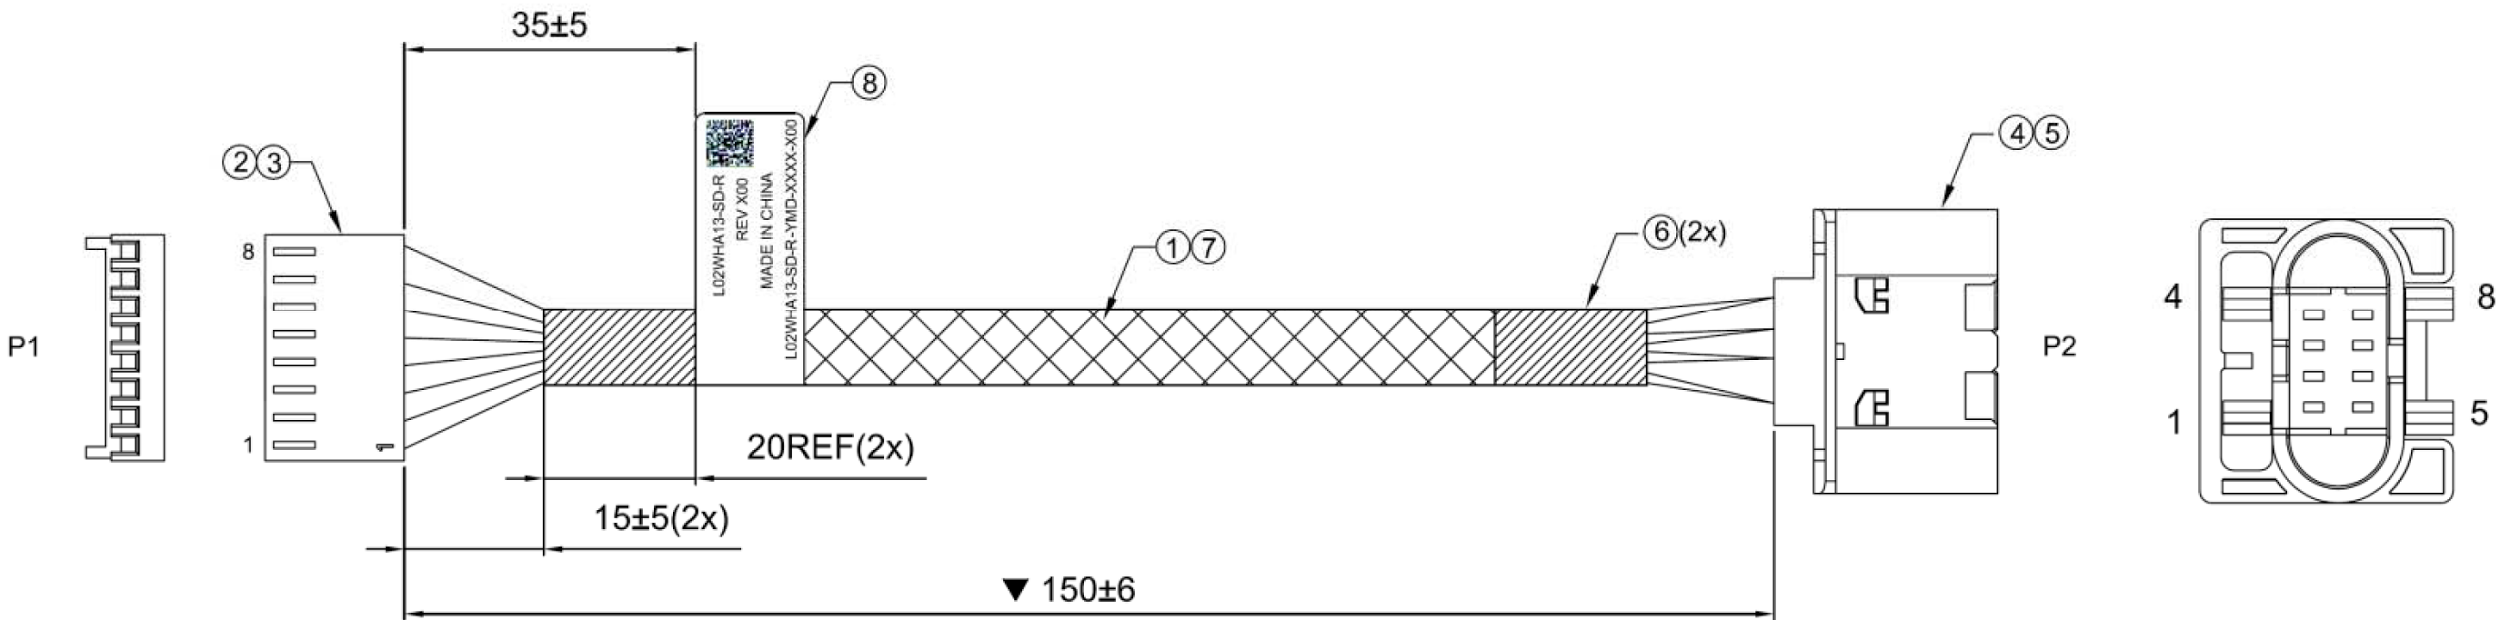 35±5
⑧
②③
④⑤
L02WHA13-SD-R
REV X00
MADE IN CHINA
L02WHA13-SD-R-YMD-XXXX-X00
①⑦
⑥(2x)
8
4
8
P1
P2
1
1
1
5
20REF(2x)
15±5(2x)
▼ 150±6